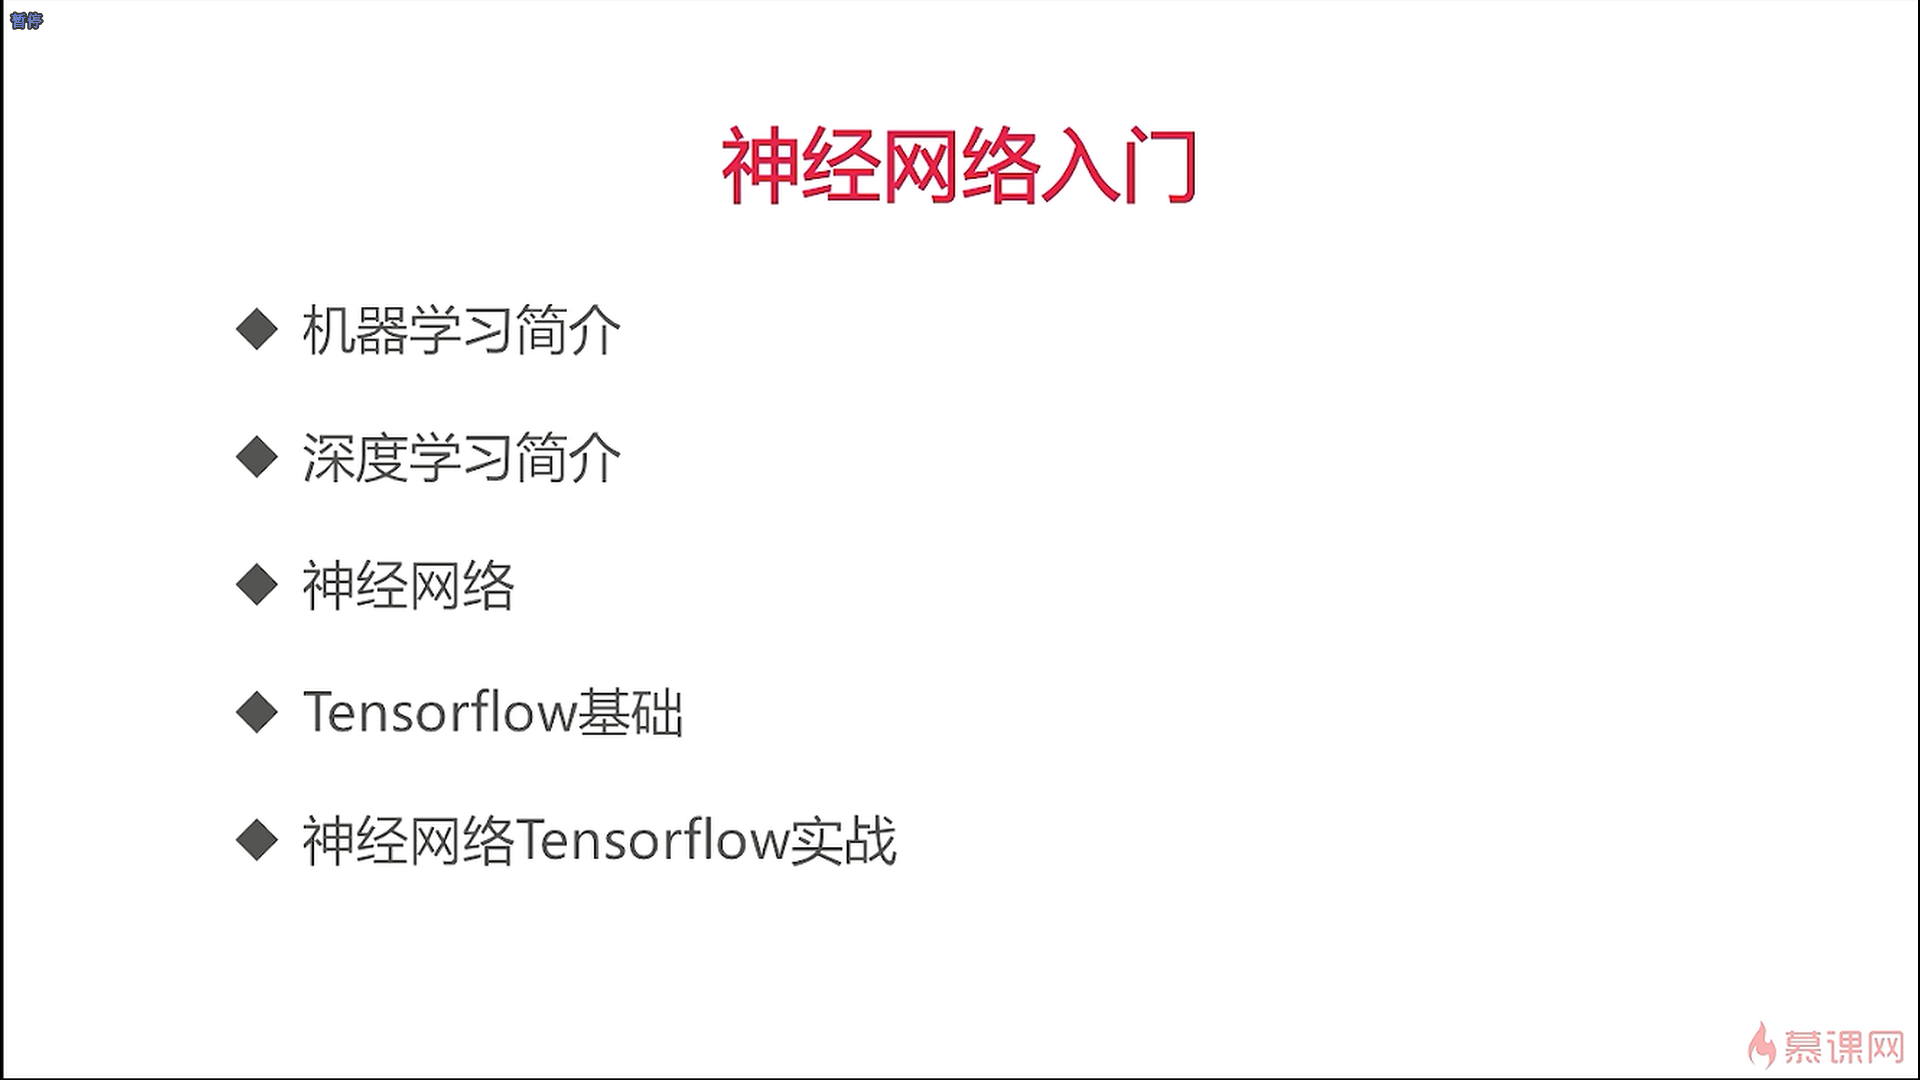 暂停
神经网络入门
机器学习简介
深度学习简介
神经网络
Tensorflow基础
神经网络Tensorflow实战
慕课网